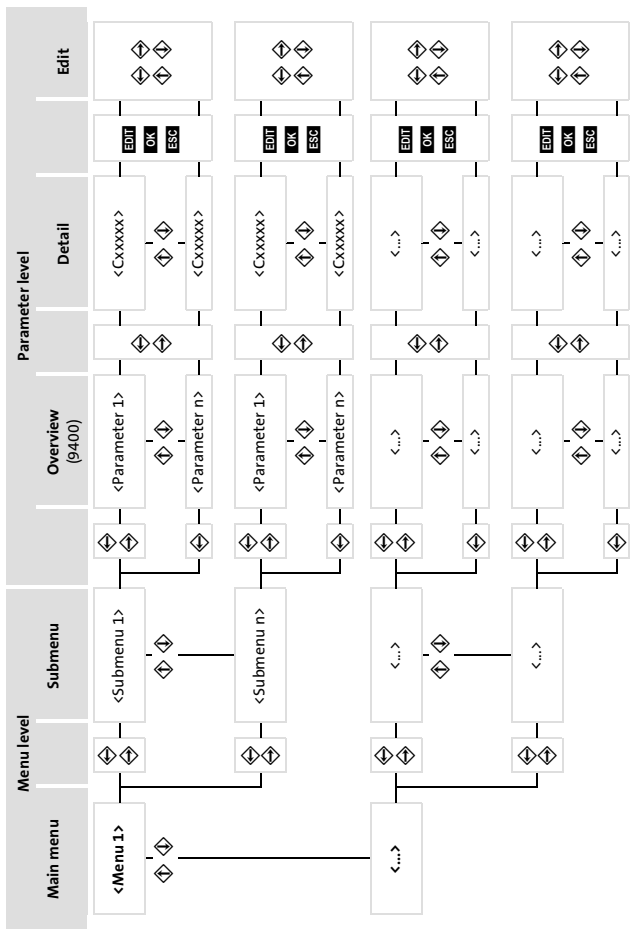 Menu level
Parameter level
Main menu
Submenu
Overview
(9400)
Detail
Edit
<Menu 1>
<Submenu 1>
<Parameter 1>
<Cxxxxx>
EDIT
OK
ESC
<Parameter n>
<Cxxxxx>
<Submenu n>
<Parameter 1>
<Cxxxxx>
EDIT
OK
ESC
<Parameter n>
<Cxxxxx>
<...>
<...>
<...>
<...>
EDIT
OK
ESC
<...>
<...>
<...>
<...>
<...>
EDIT
OK
ESC
<...>
<...>